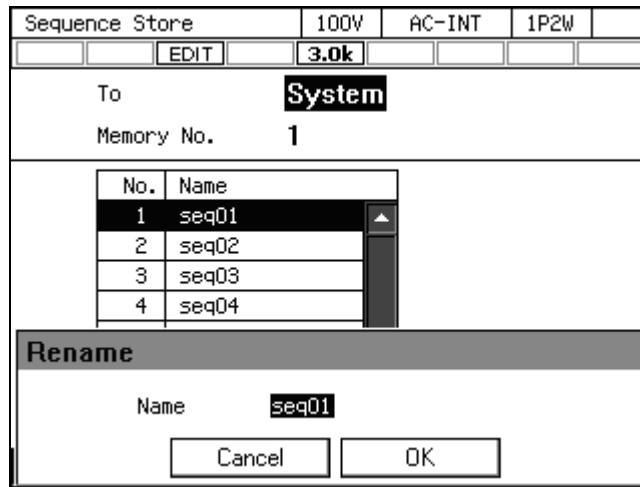 Sequence Store 100V AC-INT 1P2W
EDIT 3.0k
To System
Memory No. 1
No. Name
1 seq01
2 seq02
3 seq03
4 seq04
Rename
Name seq01
Cancel OK